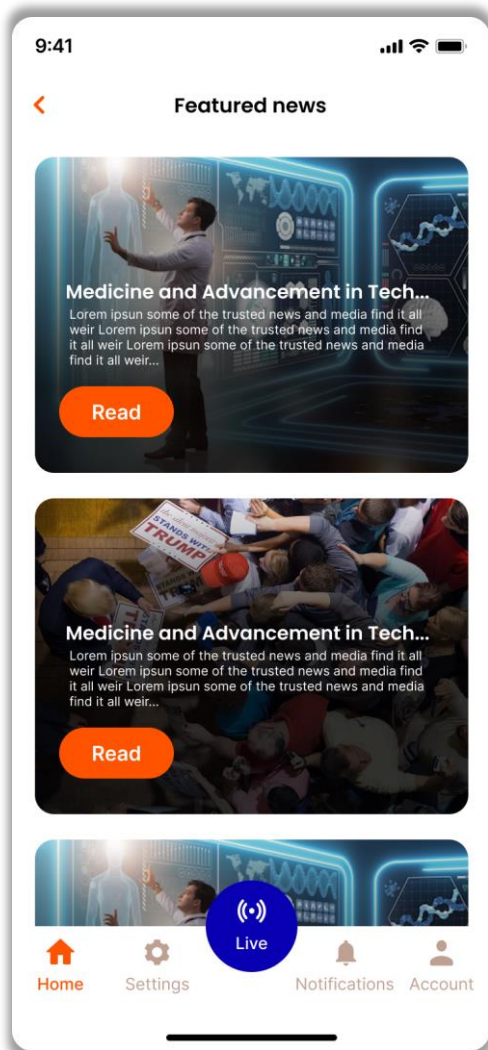 9:41
Featured news
Medicine and Advancement in Tech...
Lorem ipsun some of the trusted news and media find it all
weir Lorem ipsun some of the trusted news and media find
it all weir Lorem ipsun some of the trusted news and media
find it all weir...
Read
STANDS WITH
TRUMP
Medicine and Advancement in Tech...
Lorem ipsun some of the trusted news and media find it all
weir Lorem ipsun some of the trusted news and media find
it all weir Lorem ipsun some of the trusted news and media
find it all weir...
Read
Live
Home
Settings
Notifications
Account